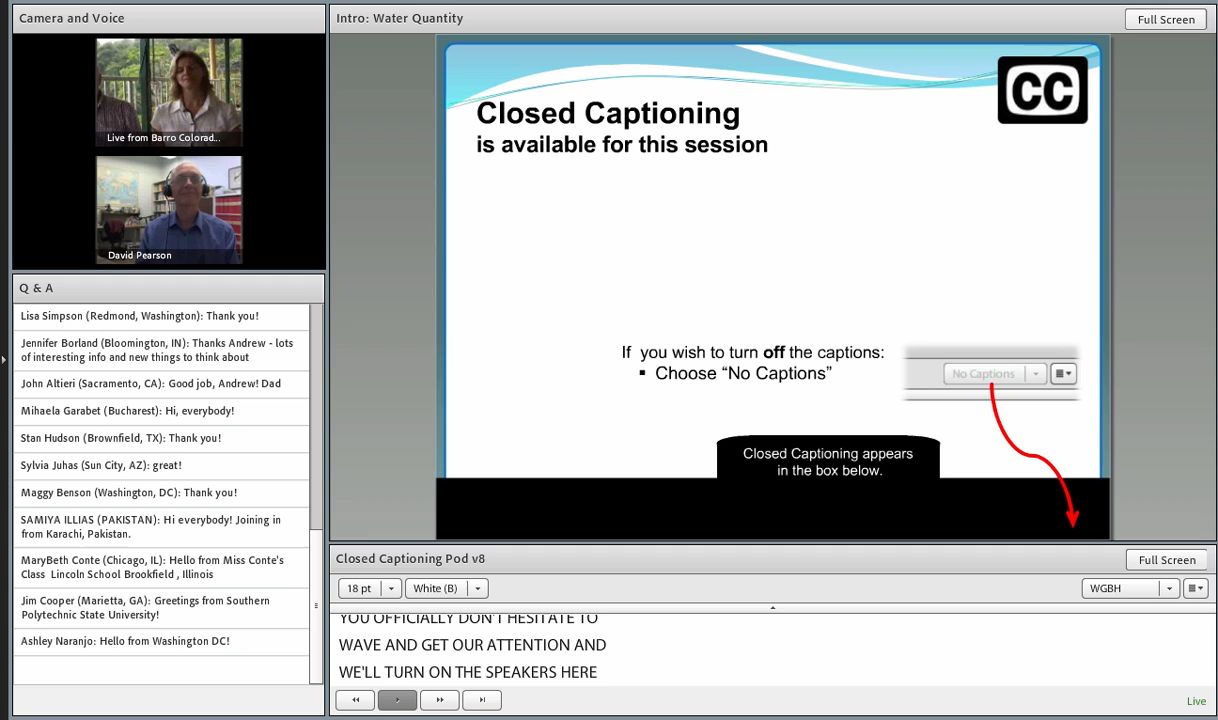 Camera and Voice
Live from Barro Colorad...
David Pearson
Q & A
Lisa Simpson (Redmond, Washington): Thank you!
Jennifer Borland (Bloomington, IN): Thanks Andrew - lots
of interesting info and new things to think about
John Altieri (Sacramento, CA): Good job, Andrew! Dad
Mihaela Garabet (Bucharest): Hi, everybody!
Stan Hudson (Brownfield, TX): Thank you!
Sylvia Juhas (Sun City, AZ): great!
Maggy Benson (Washington, DC): Thank you!
SAMIYA ILLIAS (PAKISTAN): Hi everybody! Joining in
from Karachi, Pakistan.
MaryBeth Conte (Chicago, IL): Hello from Miss Conte's
Class Lincoln School Brookfield , Illinois
Jim Cooper (Marietta, GA): Greetings from Southern
Polytechnic State University!
Ashley Naranjo: Hello from Washington DC!
Intro: Water Quantity
Full Screen
CC
Closed Captioning
is available for this session
If you wish to turn off the captions:
▪ Choose “No Captions”
No Captions
Closed Captioning appears
in the box below.
Closed Captioning Pod v8
Full Screen
18 pt
White (B)
WGBH
YOU OFFICIALLY DON'T HESITATE TO
WAVE AND GET OUR ATTENTION AND
WE'LL TURN ON THE SPEAKERS HERE
Live